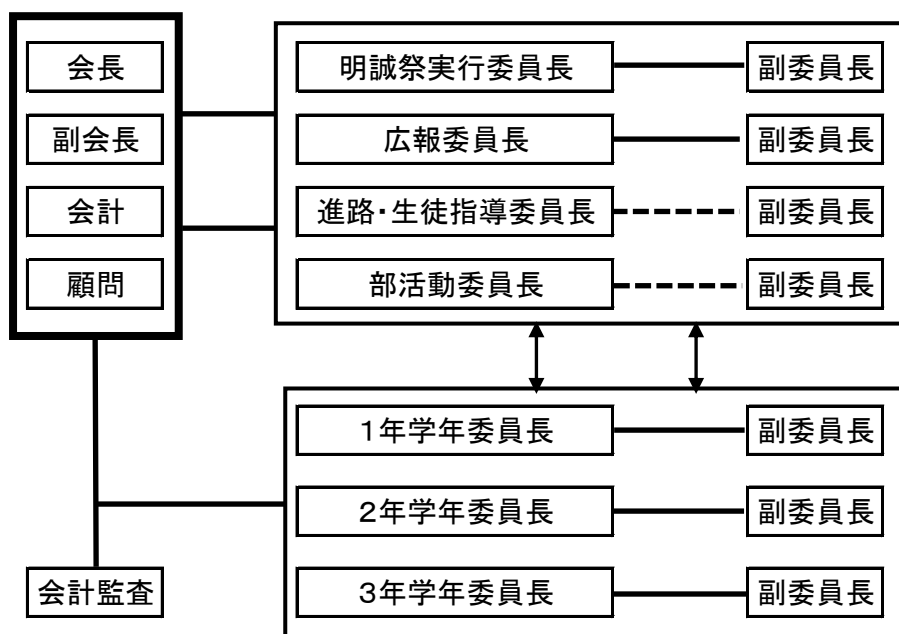 会長
副会長
会計
顧問
明誠祭実行委員長
副委員長
広報委員長
副委員長
進路・生徒指導委員長
副委員長
部活動委員長
副委員長
1年学年委員長
副委員長
2年学年委員長
副委員長
3年学年委員長
副委員長
会計監査